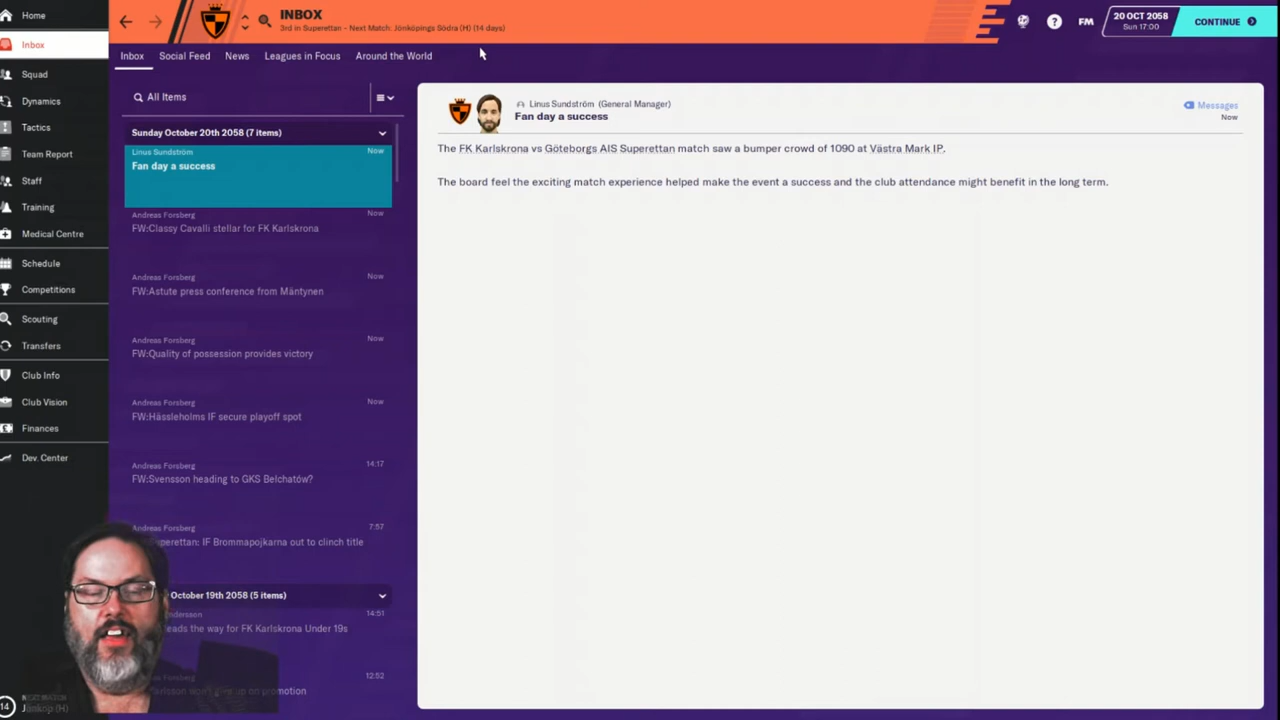 INBOX
3rd in Superettan - Next Match: Jönköpings Södra (H) (14 days)
FM
20 OCT 2058
Sun 17:00
CONTINUE
Home
Inbox
Squad
Dynamics
Tactics
Team Report
Staff
Training
Medical Centre
Schedule
Competitions
Scouting
Transfers
Club Info
Club Vision
Finances
Dev. Center
14
Jönköp (H)
Inbox
Social Feed
News
Leagues in Focus
Around the World
All Items
Sunday October 20th 2058 (7 items)
Linus Sundström
Now
Fan day a success
Andreas Forsberg
Now
FW:Classy Cavalli stellar for FK Karlskrona
Andreas Forsberg
Now
FW:Astute press conference from Mäntynen
Andreas Forsberg
Now
FW:Quality of possession provides victory
Andreas Forsberg
Now
FW:Hässleholms IF secure playoff spot
Andreas Forsberg
14:17
FW:Svensson heading to GKS Belchatów?
Andreas Forsberg
7:57
IF Brommapojkarna out to clinch title
October 19th 2058 (5 items)
14:51
the way for FK Karlskrona Under 19s
12:52
up on promotion
Linus Sundström (General Manager)
Fan day a success
Messages
Now
The FK Karlskrona vs Göteborgs AIS Superettan match saw a bumper crowd of 1090 at Västra Mark IP.
The board feel the exciting match experience helped make the event a success and the club attendance might benefit in the long term.